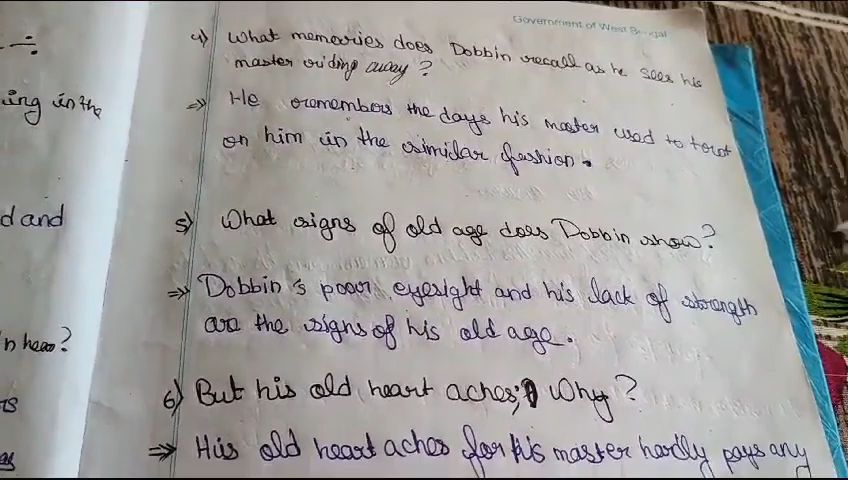 Government of West Bengal
÷
ing in the
d and
n hear?
4) What memories does Dobbin recall as he sees his
master riding away?
⇒ He remembers the days his master used to trot
on him in the similar fashion.
5) What signs of old age does Dobbin show?
⇒ Dobbin's poor eyesight and his lack of strength
are the signs of his old age.
6) But his old heart aches; Why?
⇒ His old heart aches for his master hardly pays any